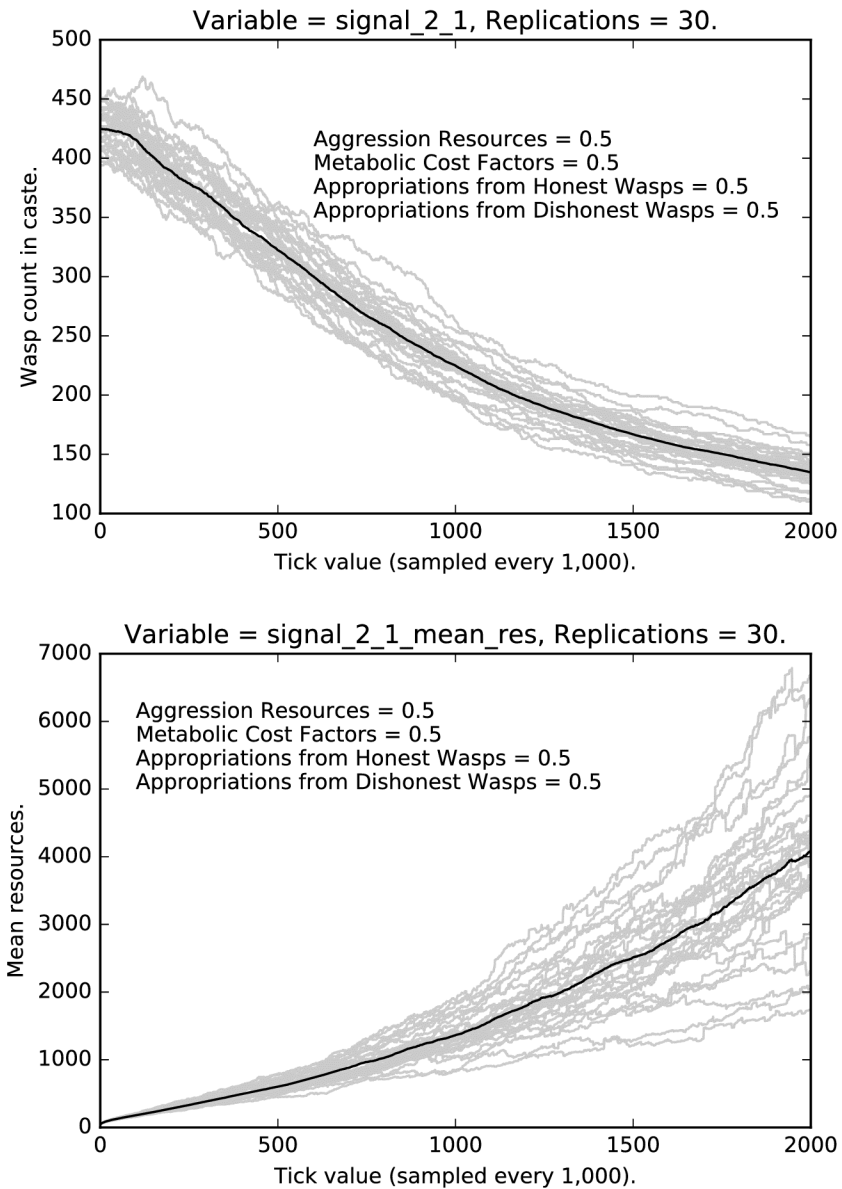 Variable = signal_2_1, Replications = 30.
500
450
400
350
300
250
200
150
100
Wasp count in caste.
Aggression Resources = 0.5
Metabolic Cost Factors = 0.5
Appropriations from Honest Wasps = 0.5
Appropriations from Dishonest Wasps = 0.5
0 500 1000 1500 2000
Tick value (sampled every 1,000).
Variable = signal_2_1_mean_res, Replications = 30.
7000
6000
5000
4000
3000
2000
1000
0
Mean resources.
Aggression Resources = 0.5
Metabolic Cost Factors = 0.5
Appropriations from Honest Wasps = 0.5
Appropriations from Dishonest Wasps = 0.5
0 500 1000 1500 2000
Tick value (sampled every 1,000).